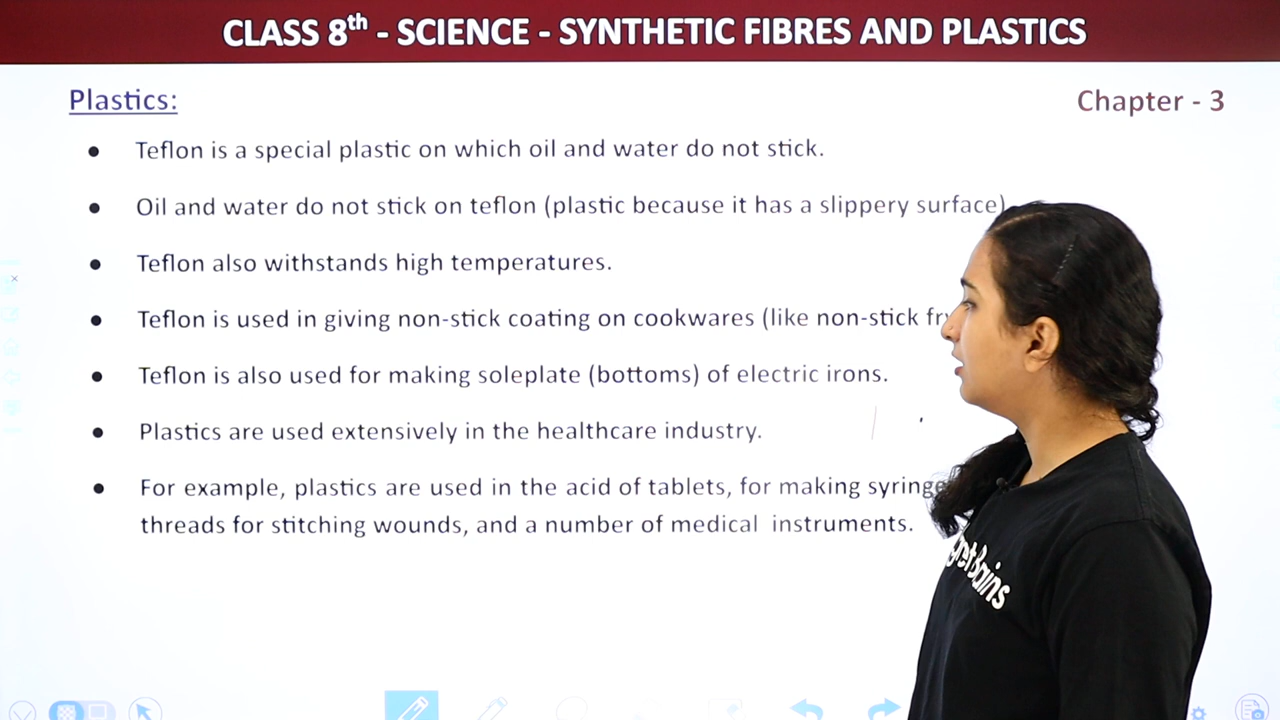 CLASS 8th - SCIENCE - SYNTHETIC FIBRES AND PLASTICS
Plastics:
Chapter - 3
● Teflon is a special plastic on which oil and water do not stick.
● Oil and water do not stick on teflon (plastic because it has a slippery surface)
● Teflon also withstands high temperatures.
● Teflon is used in giving non-stick coating on cookwares (like non-stick
● Teflon is also used for making soleplate (bottoms) of electric irons.
● Plastics are used extensively in the healthcare industry.
● For example, plastics are used in the acid of tablets, for making
threads for stitching wounds, and a number of medical instruments.